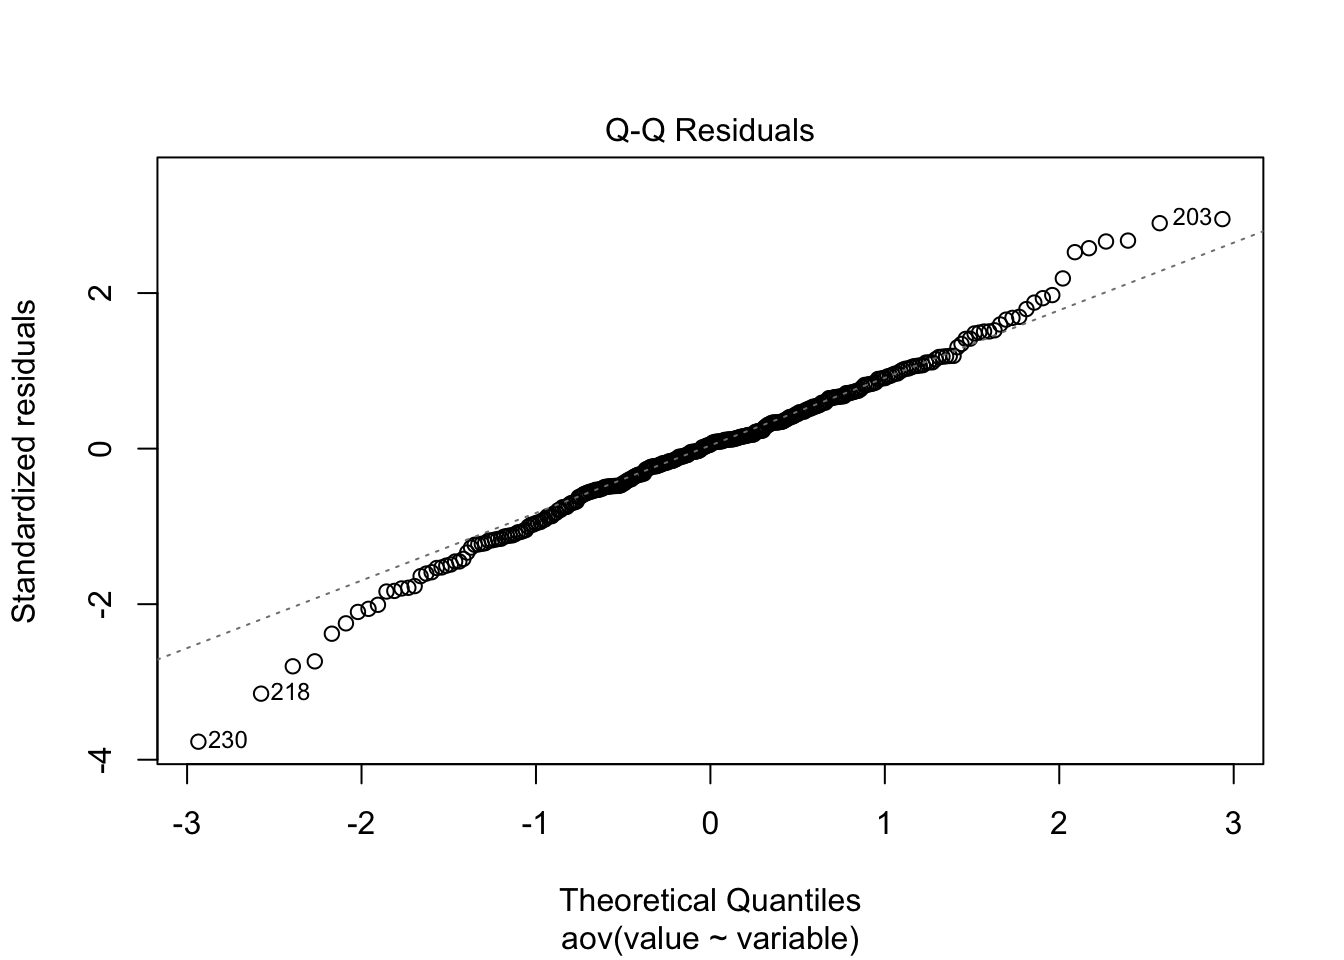 Q-Q Residuals
Standardized residuals
2
0
-2
-4
203
218
230
-3 -2 -1 0 1 2 3
Theoretical Quantiles
aov(value ~ variable)